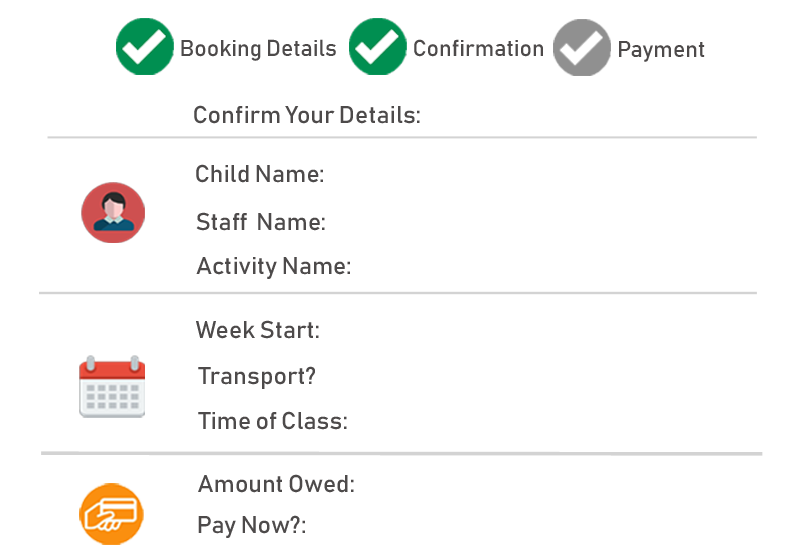 Booking Details Confirmation Payment
Confirm Your Details:
Child Name:
Staff Name:
Activity Name:
Week Start:
Transport?
Time of Class:
Amount Owed:
Pay Now?: